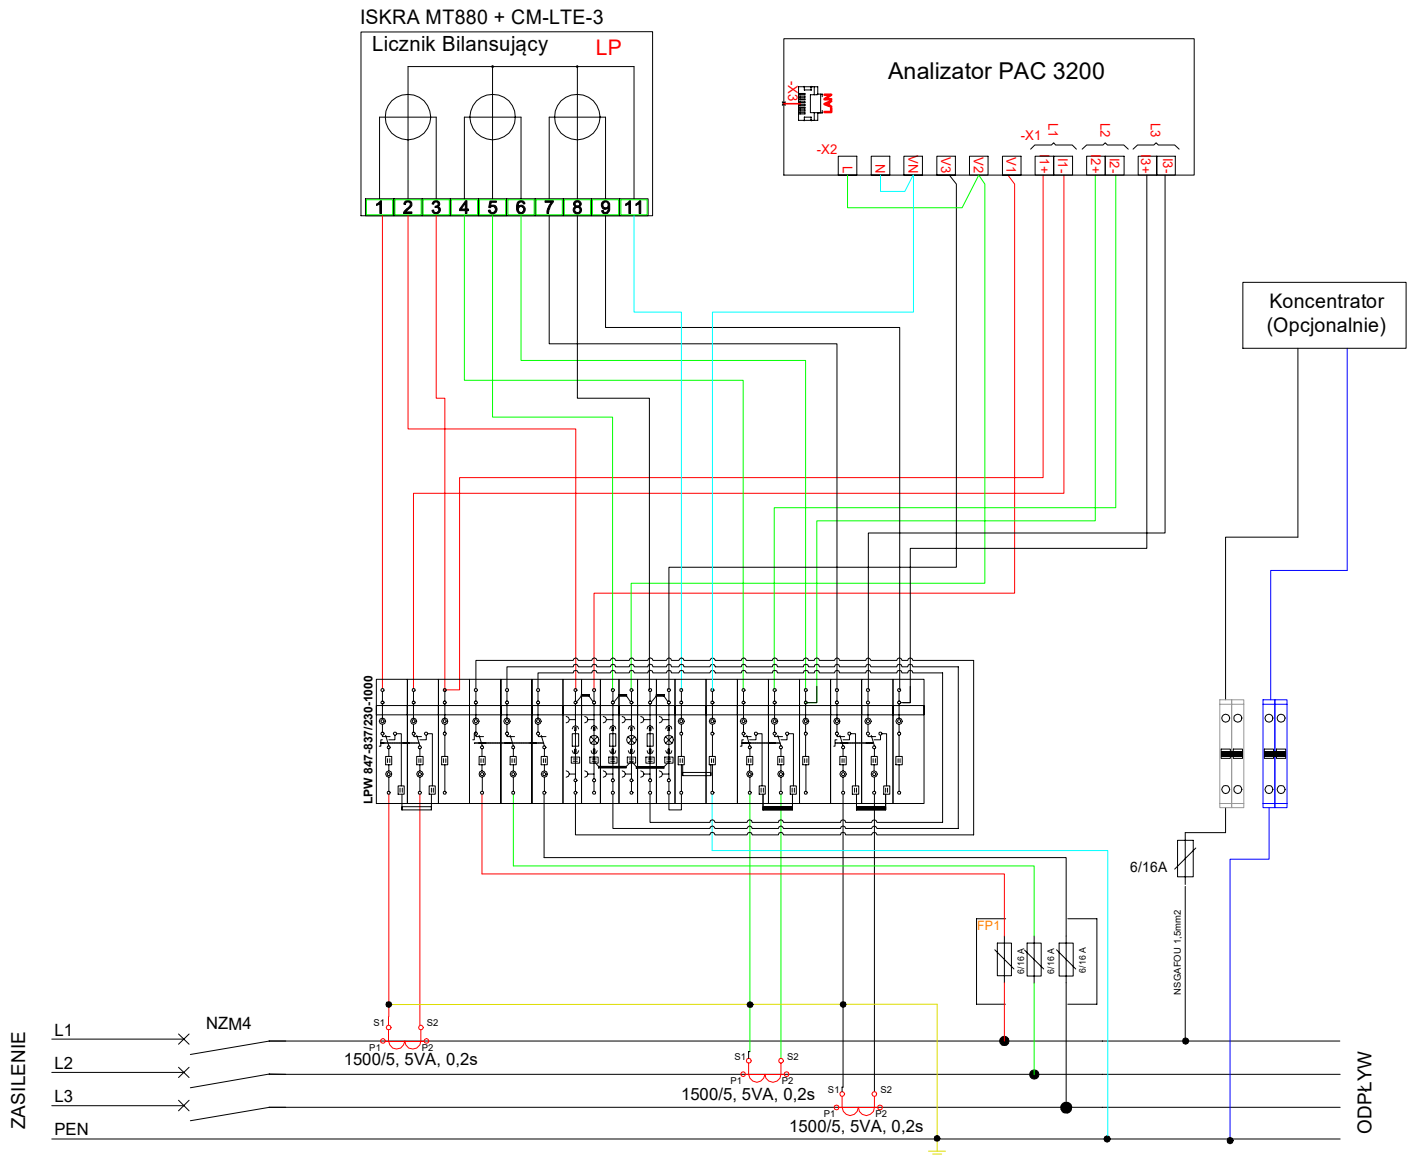 ISKRA MT880 + CM-LTE-3
Licznik Bilansujący
LP
1 2 3 4 5 6 7 8 9 11
Analizator PAC 3200
-X3
LAN
-X2
-X1
L1
L2
L3
L
N
VN
V3
V2
V1
I1+
I1-
I2+
I2-
I3+
I3-
Koncentrator
(Opcjonalnie)
LPW 847-837/230-1000
6/16A
NSGAFOU 1,5mm2
FP1
6/16 A
6/16 A
6/16 A
ZASILENIE
L1
L2
L3
PEN
NZM4
S1
S2
P1
P2
1500/5, 5VA, 0,2s
S1
S2
P1
P2
1500/5, 5VA, 0,2s
S1
S2
P1
P2
1500/5, 5VA, 0,2s
ODPŁYW